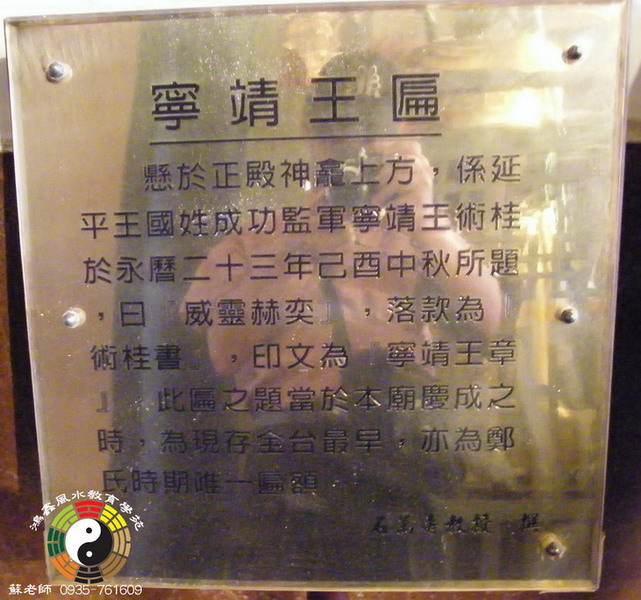 寧靖王匾
懸於正殿神龕上方，係延
平王國姓成功監軍寧靖王術桂
於永曆二十三年己酉中秋所題
，曰『威靈赫奕』，落款為『
術桂書』，印文為『寧靖王章
』 此匾之題當於本廟慶成之
時，為現存全台最早，亦為鄭
氏時期唯一匾額
石萬壽教授 撰
鴻鑫風水教育學苑
蘇老師 0935-761609